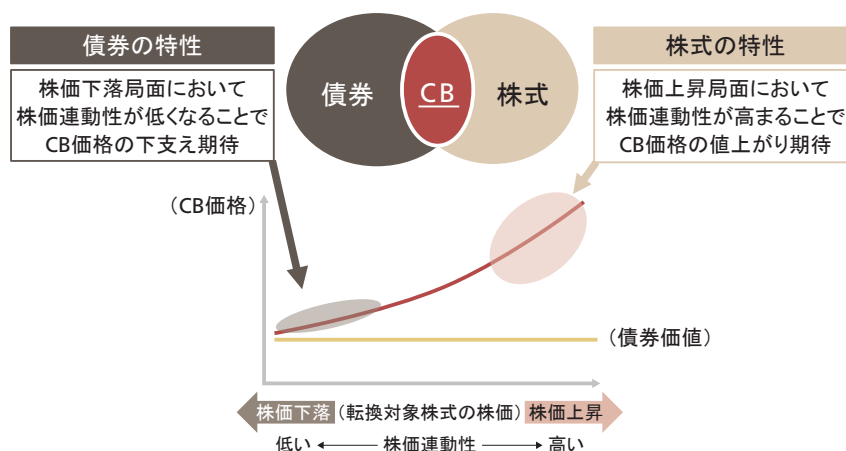 債券の特性
株価下落局面において
株価連動性が低くなることで
CB価格の下支え期待
債券
CB
株式
株式の特性
株価上昇局面において
株価連動性が高まることで
CB価格の値上がり期待
（CB価格）
（債券価値）
株価下落（転換対象株式の株価）株価上昇
低い 株価連動性 高い